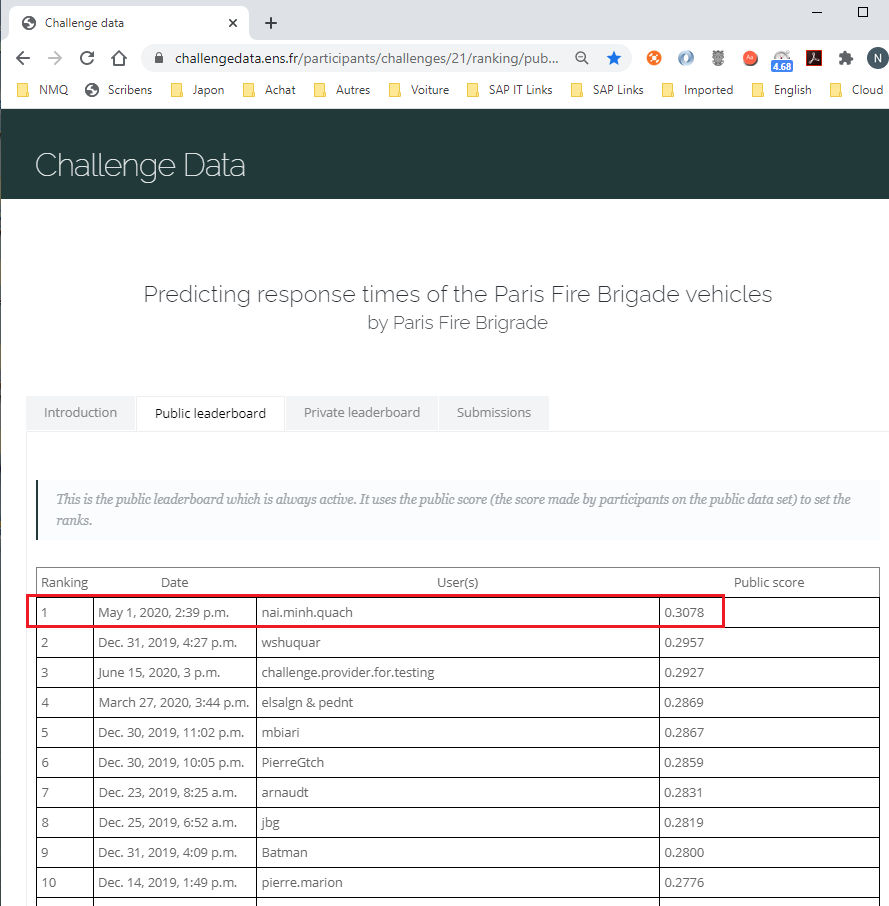 Challenge data
challengedata.ens.fr/participants/challenges/21/ranking/pub...
4.68
N
NMQ Scribens Japon Achat Autres Voiture SAP IT Links SAP Links Imported English Cloud
Challenge Data
Predicting response times of the Paris Fire Brigade vehicles
by Paris Fire Brigrade
Introduction Public leaderboard Private leaderboard Submissions
This is the public leaderboard which is always active. It uses the public score (the score made by participants on the public data set) to set the
ranks.
Ranking Date User(s) Public score
1 May 1, 2020, 2:39 p.m. nai.minh.quach 0.3078
2 Dec. 31, 2019, 4:27 p.m. wshuquar 0.2957
3 June 15, 2020, 3 p.m. challenge.provider.for.testing 0.2927
4 March 27, 2020, 3:44 p.m. elsalgn & pednt 0.2869
5 Dec. 30, 2019, 11:02 p.m. mbiari 0.2867
6 Dec. 30, 2019, 10:05 p.m. PierreGtch 0.2859
7 Dec. 23, 2019, 8:25 a.m. arnaudt 0.2831
8 Dec. 25, 2019, 6:52 a.m. jbg 0.2819
9 Dec. 31, 2019, 4:09 p.m. Batman 0.2800
10 Dec. 14, 2019, 1:49 p.m. pierre.marion 0.2776